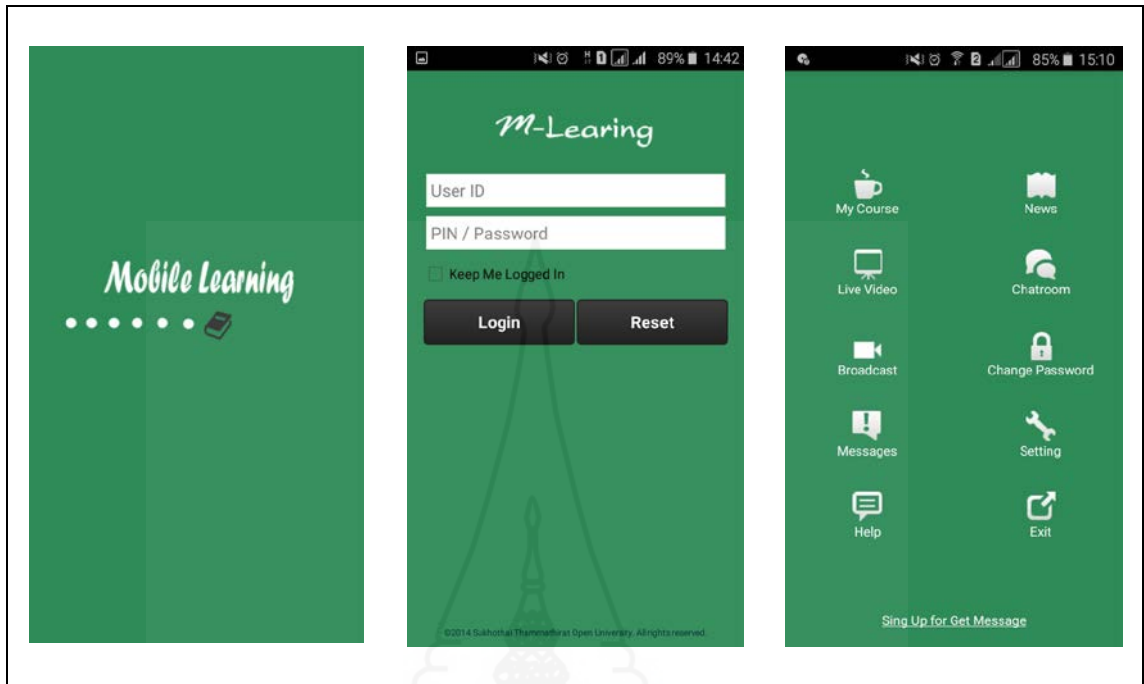 Mobile Learning
89% 14:42
M-Learing
User ID
PIN / Password
Keep Me Logged In
Login Reset
©2014 Sukhothai Thammathirat Open University. All rights reserved.
85% 15:10
My Course News
Live Video Chatroom
Broadcast Change Password
Messages Setting
Help Exit
Sing Up for Get Message